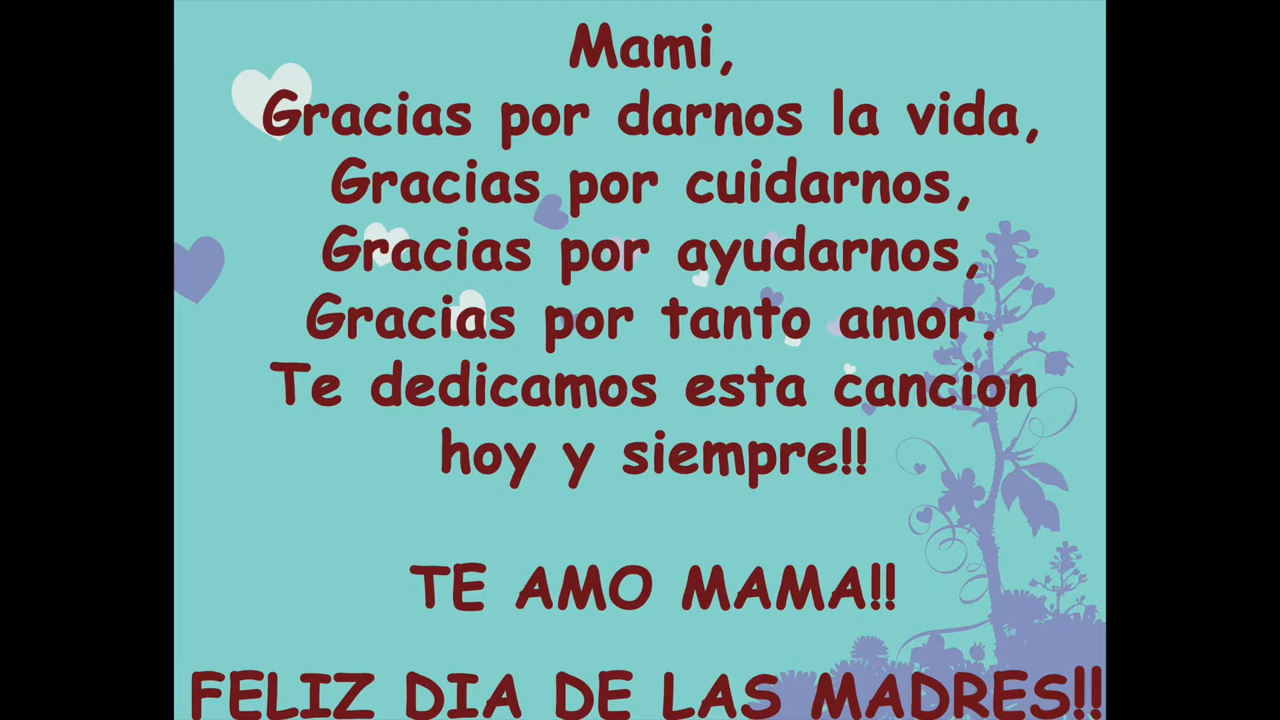 Mami,
Gracias por darnos la vida,
Gracias por cuidarnos,
Gracias por ayudarnos,
Gracias por tanto amor.
Te dedicamos esta cancion
hoy y siempre!!
TE AMO MAMA!!
FELIZ DIA DE LAS MADRES!!